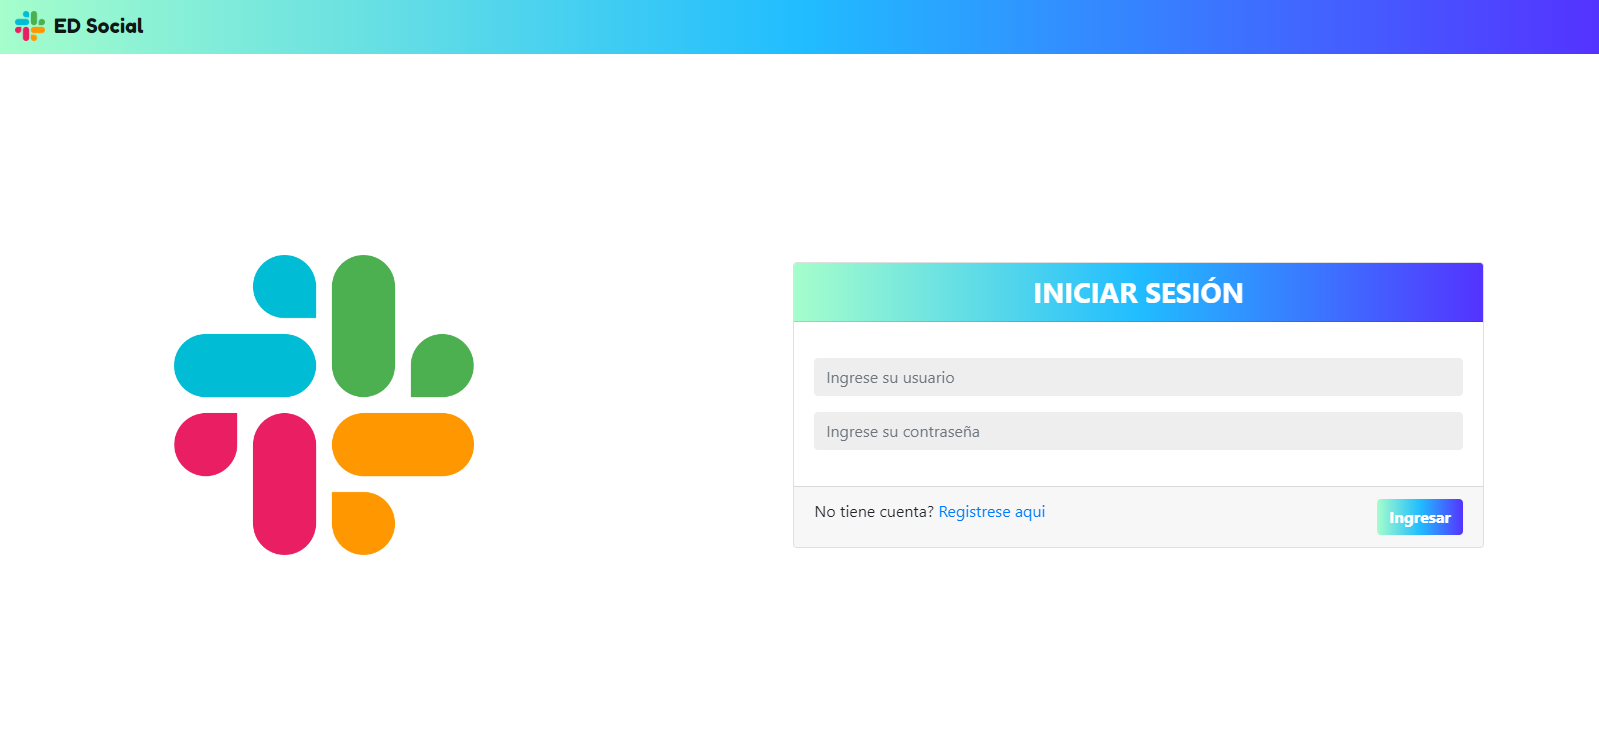 ED Social
INICIAR SESIÓN
Ingrese su usuario
Ingrese su contraseña
No tiene cuenta? Registrese aqui
Ingresar